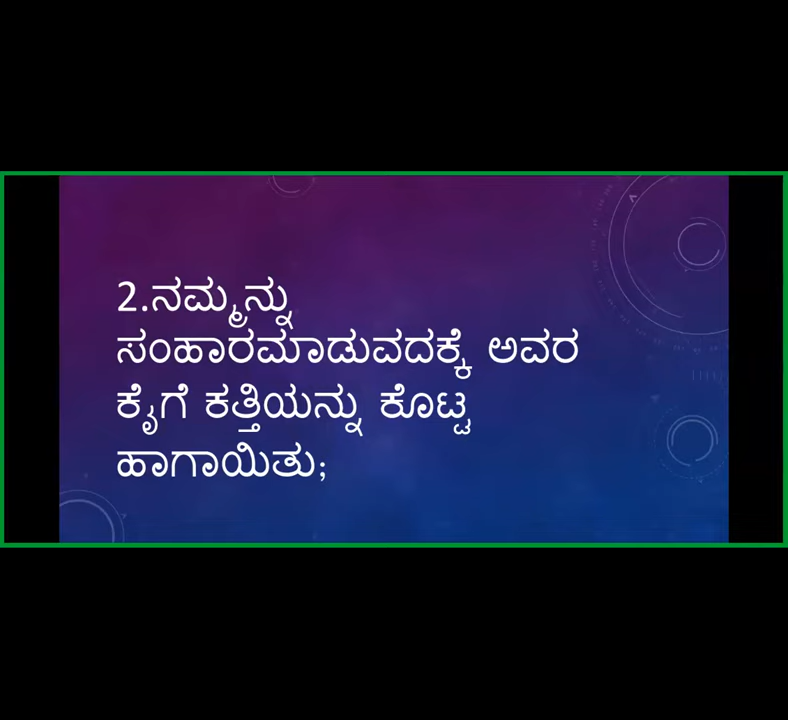 2.ನಮ್ಮನ್ನು
ಸಂಹಾರಮಾಡುವದಕ್ಕೆ ಅವರ
ಕೈಗೆ ಕತ್ತಿಯನ್ನು ಕೊಟ್ಟ
ಹಾಗಾಯಿತು;